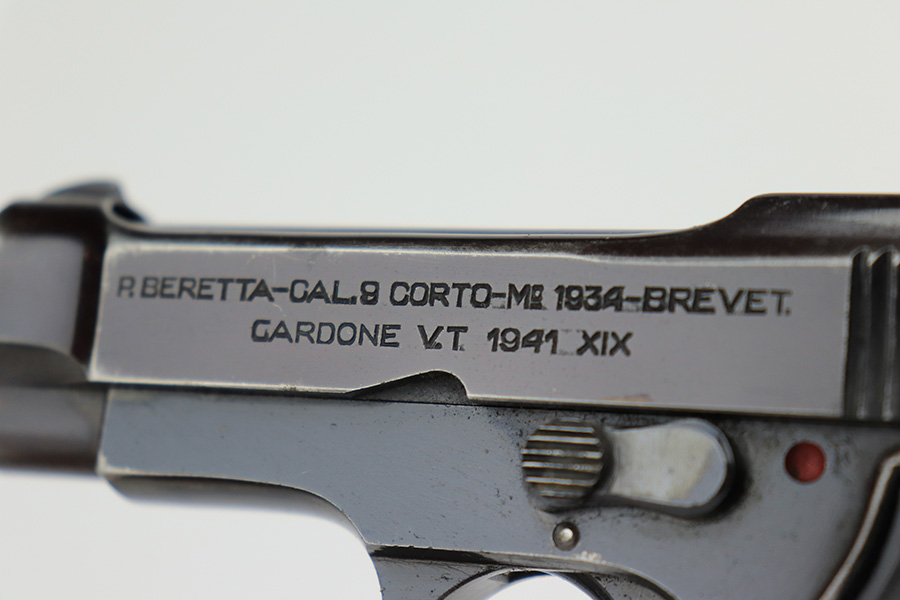 P. BERETTA-CAL.9 CORTO-Mº 1934-BREVET.
GARDONE V.T. 1941 XIX